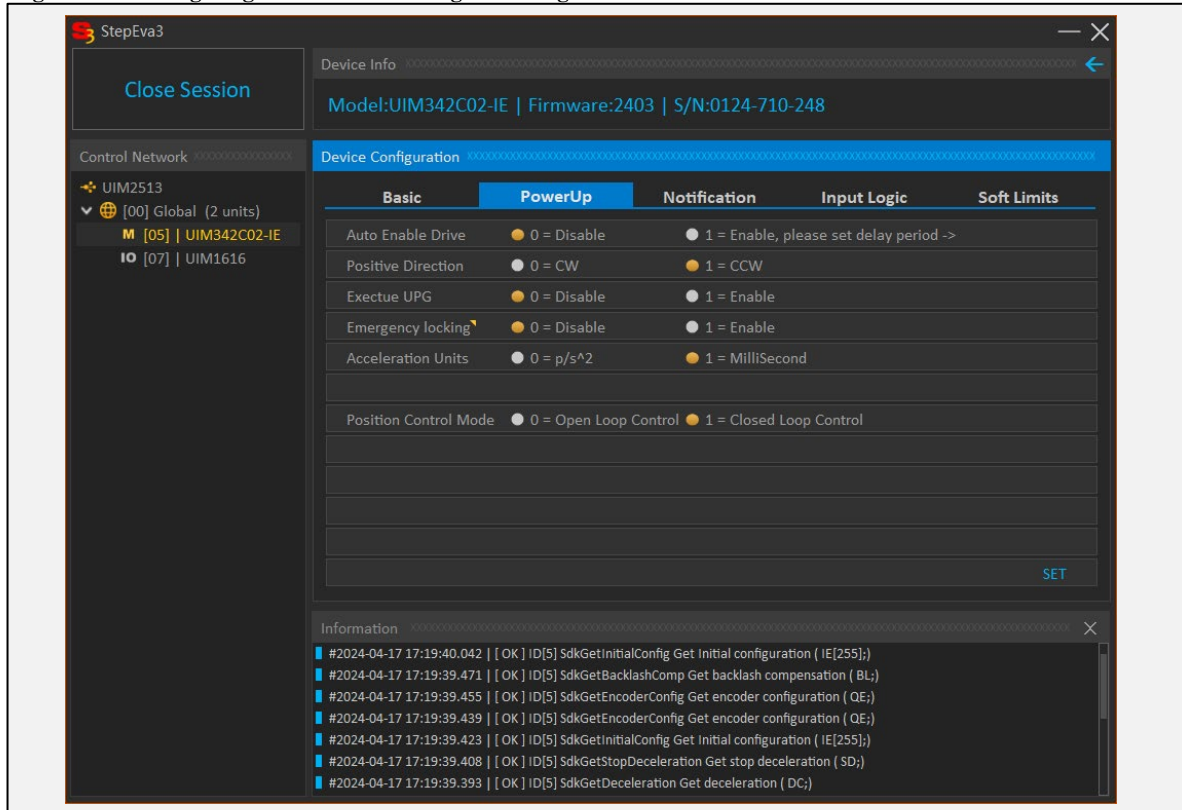 StepEva3
Close Session
Device Info
Model:UIM342C02-IE | Firmware:2403 | S/N:0124-710-248
Control Network
UIM2513
[00] Global (2 units)
M [05] | UIM342C02-IE
IO [07] | UIM1616
Device Configuration
Basic PowerUp Notification Input Logic Soft Limits
Auto Enable Drive 0 = Disable 1 = Enable, please set delay period ->
Positive Direction 0 = CW 1 = CCW
Exectue UPG 0 = Disable 1 = Enable
Emergency locking 0 = Disable 1 = Enable
Acceleration Units 0 = p/s^2 1 = MilliSecond
Position Control Mode 0 = Open Loop Control 1 = Closed Loop Control
SET
Information
#2024-04-17 17:19:40.042 | [ OK ] ID[5] SdkGetInitialConfig Get Initial configuration ( IE[255];)
#2024-04-17 17:19:39.471 | [ OK ] ID[5] SdkGetBacklashComp Get backlash compensation ( BL;)
#2024-04-17 17:19:39.455 | [ OK ] ID[5] SdkGetEncoderConfig Get encoder configuration ( QE;)
#2024-04-17 17:19:39.439 | [ OK ] ID[5] SdkGetEncoderConfig Get encoder configuration ( QE;)
#2024-04-17 17:19:39.423 | [ OK ] ID[5] SdkGetInitialConfig Get Initial configuration ( IE[255];)
#2024-04-17 17:19:39.408 | [ OK ] ID[5] SdkGetStopDeceleration Get stop deceleration ( SD;)
#2024-04-17 17:19:39.393 | [ OK ] ID[5] SdkGetDeceleration Get deceleration ( DC;)